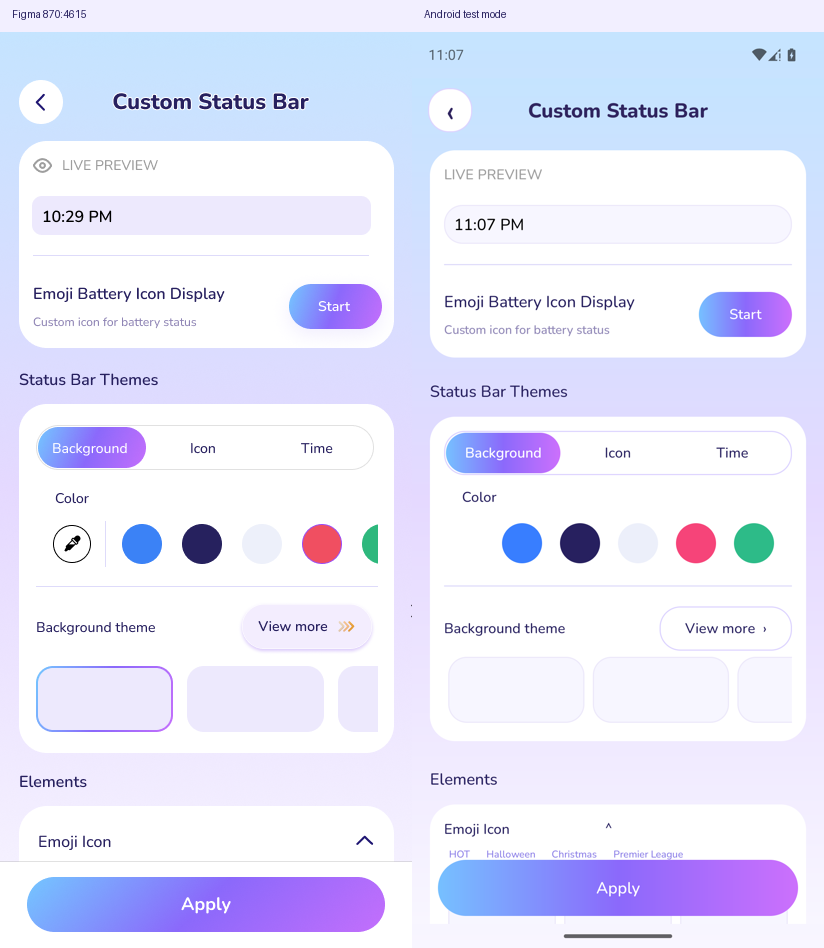 Figma 870:4615
Custom Status Bar
LIVE PREVIEW
10:29 PM
Emoji Battery Icon Display
Custom icon for battery status
Start
Status Bar Themes
Background
Icon
Time
Color
Background theme
View more
Elements
Emoji Icon
Apply
Android test mode
11:07
Custom Status Bar
LIVE PREVIEW
11:07 PM
Emoji Battery Icon Display
Custom icon for battery status
Start
Status Bar Themes
Background
Icon
Time
Color
Background theme
View more ›
Elements
Emoji Icon ^
HOT Halloween Christmas Premier League
Apply